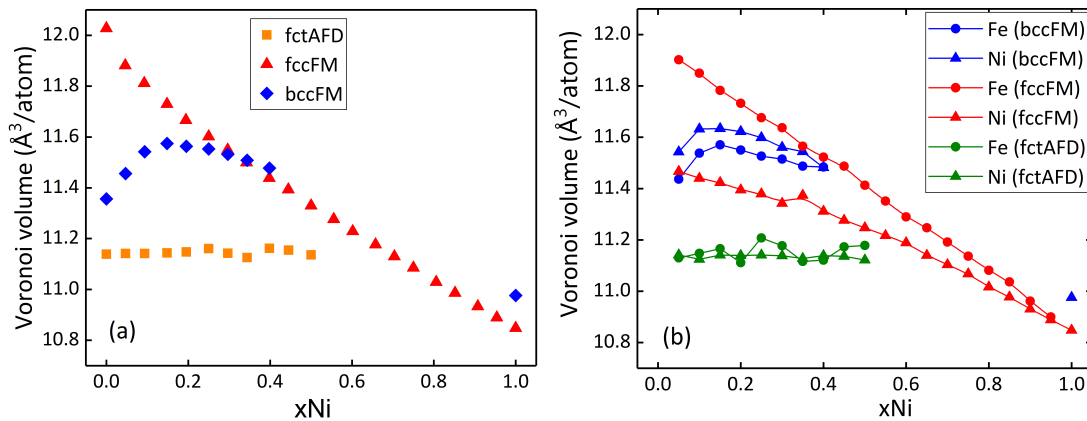 12.0
11.8
11.6
11.4
11.2
11.0
10.8
Voronoi volume (Å³/atom)
fctAFD
fccFM
bccFM
(a)
0.0 0.2 0.4 0.6 0.8 1.0
xNi
12.0
11.8
11.6
11.4
11.2
11.0
10.8
Voronoi volume (Å³/atom)
Fe (bccFM)
Ni (bccFM)
Fe (fccFM)
Ni (fccFM)
Fe (fctAFD)
Ni (fctAFD)
(b)
0.0 0.2 0.4 0.6 0.8 1.0
xNi